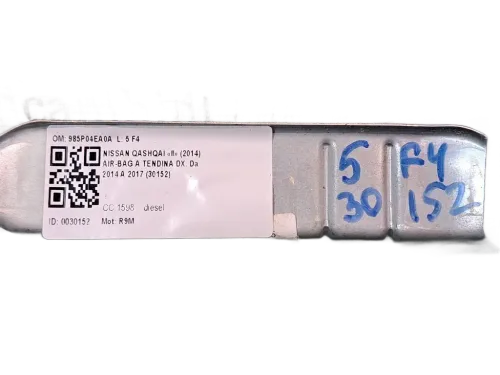 OM: 985P04EA0A L: 5 F4
NISSAN QASHQAI «II» (2014)
AIR-BAG A TENDINA DX. Da
2014 A 2017 (30152)
CC 1598 diesel
ID: 0030152 Mot: R9M
5 F4
30 152